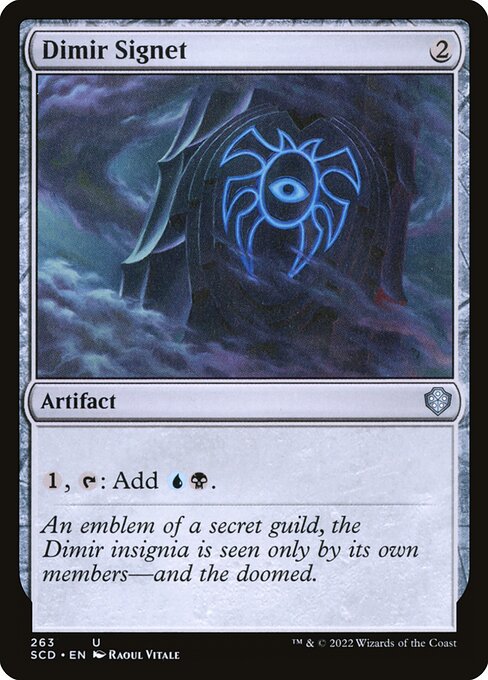 Dimir Signet 2
Artifact
1, : Add .
An emblem of a secret guild, the
Dimir insignia is seen only by its own
members—and the doomed.
263 U
SCD • EN Raoul Vitale
™ & © 2022 Wizards of the Coast